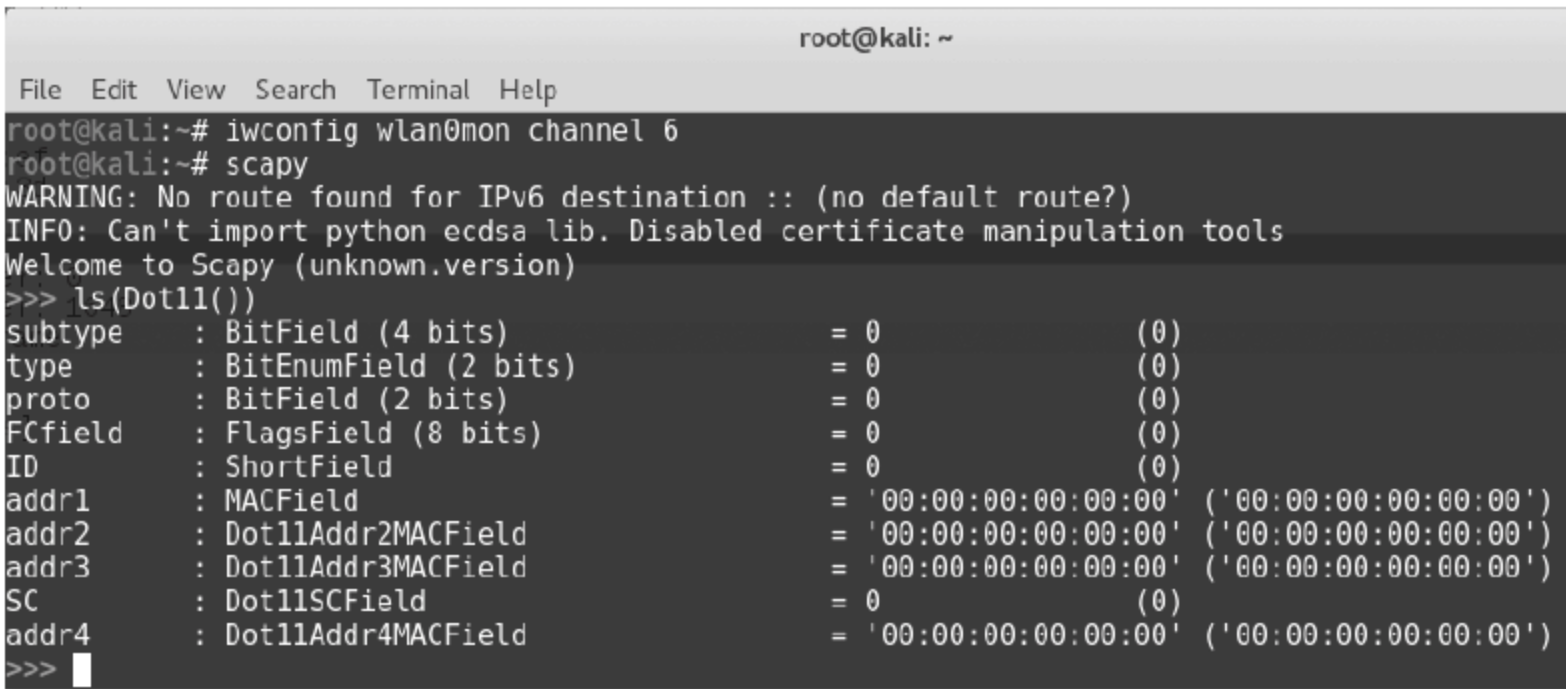 root@kali: ~
File Edit View Search Terminal Help
root@kali:~# iwconfig wlan0mon channel 6
root@kali:~# scapy
WARNING: No route found for IPv6 destination :: (no default route?)
INFO: Can't import python ecdsa lib. Disabled certificate manipulation tools
Welcome to Scapy (unknown.version)
>>> ls(Dot11())
subtype : BitField (4 bits) = 0 (0)
type : BitEnumField (2 bits) = 0 (0)
proto : BitField (2 bits) = 0 (0)
FCfield : FlagsField (8 bits) = 0 (0)
ID : ShortField = 0 (0)
addr1 : MACField = '00:00:00:00:00:00' ('00:00:00:00:00:00')
addr2 : Dot11Addr2MACField = '00:00:00:00:00:00' ('00:00:00:00:00:00')
addr3 : Dot11Addr3MACField = '00:00:00:00:00:00' ('00:00:00:00:00:00')
SC : Dot11SCField = 0 (0)
addr4 : Dot11Addr4MACField = '00:00:00:00:00:00' ('00:00:00:00:00:00')
>>>